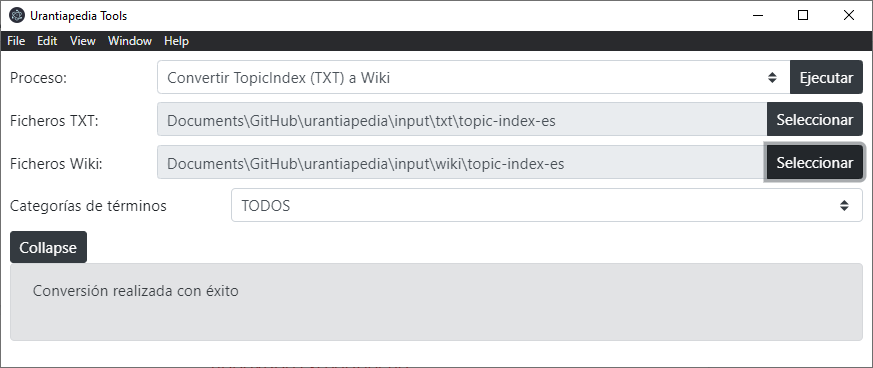 Urantiapedia Tools
File Edit View Window Help
Proceso: Convertir TopicIndex (TXT) a Wiki Ejecutar
Ficheros TXT: Documents\GitHub\urantiapedia\input\txt\topic-index-es Seleccionar
Ficheros Wiki: Documents\GitHub\urantiapedia\input\wiki\topic-index-es Seleccionar
Categorías de términos TODOS
Collapse
Conversión realizada con éxito